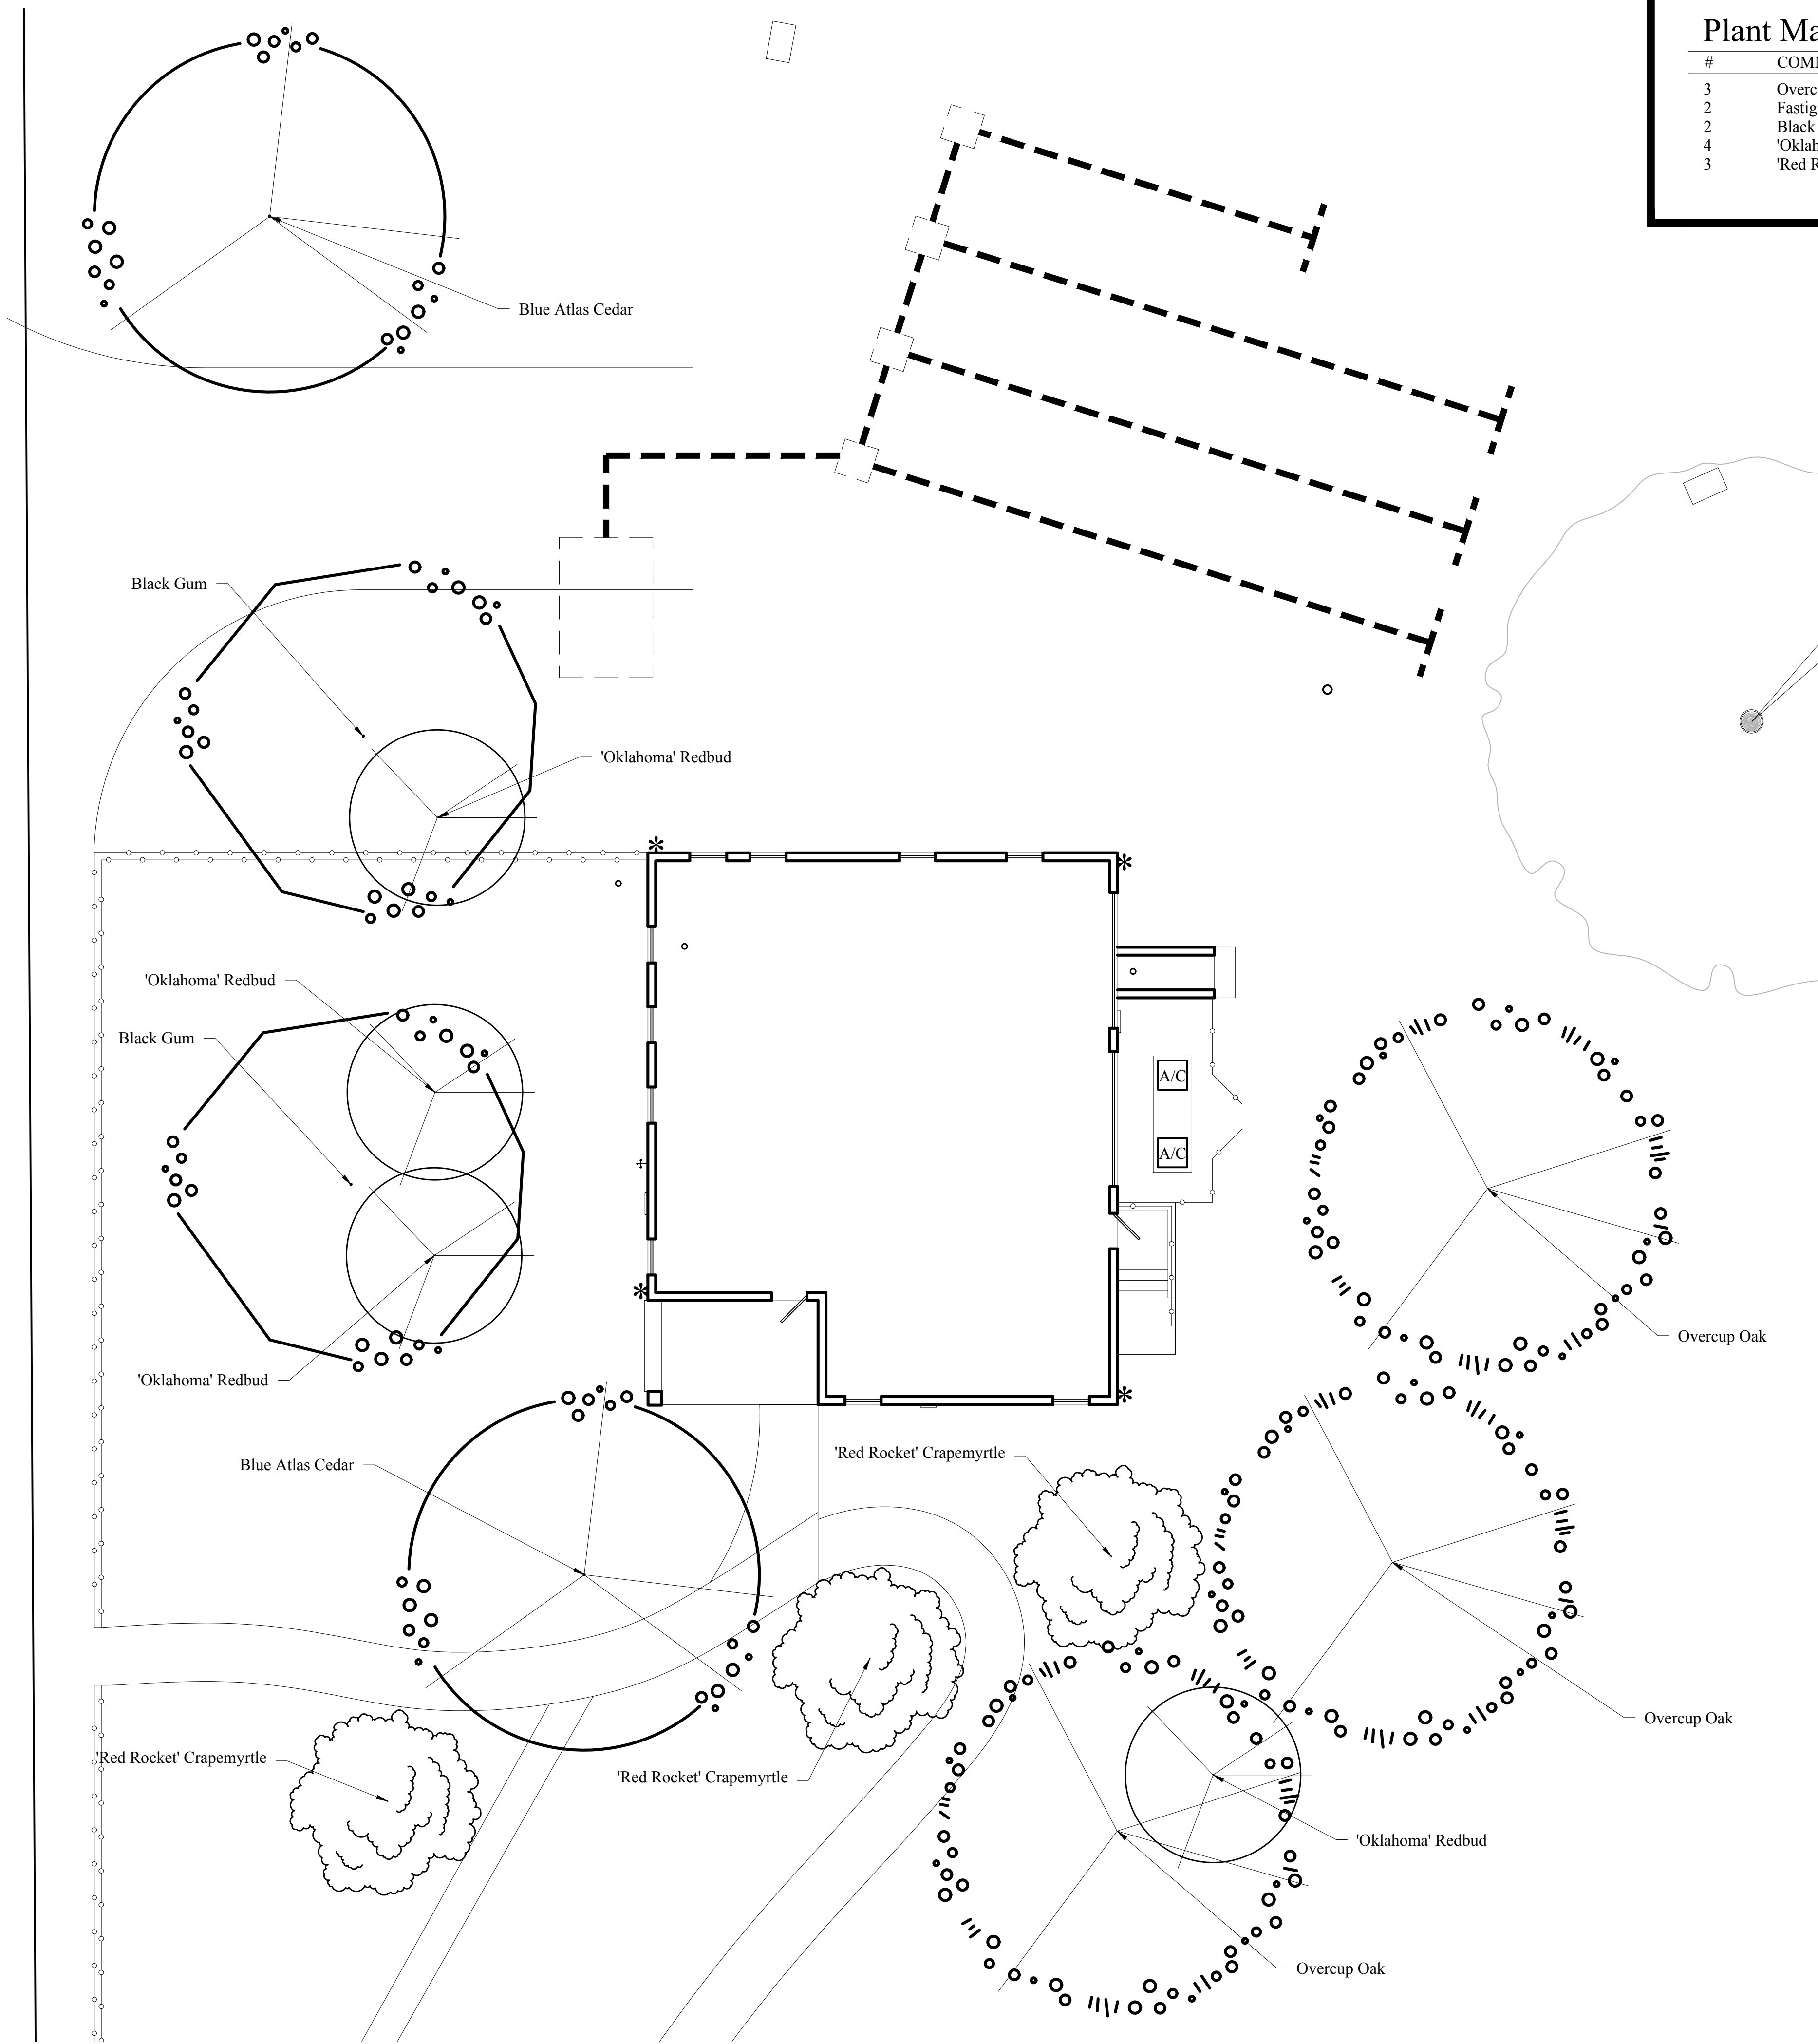 Plant Ma
# COMM
3 Overc
2 Fastig
2 Black
4 'Oklah
3 'Red R
Blue Atlas Cedar
Black Gum
'Oklahoma' Redbud
'Oklahoma' Redbud
Black Gum
A/C
A/C
Overcup Oak
'Oklahoma' Redbud
'Red Rocket' Crapemyrtle
Blue Atlas Cedar
Overcup Oak
'Red Rocket' Crapemyrtle
'Red Rocket' Crapemyrtle
'Oklahoma' Redbud
Overcup Oak